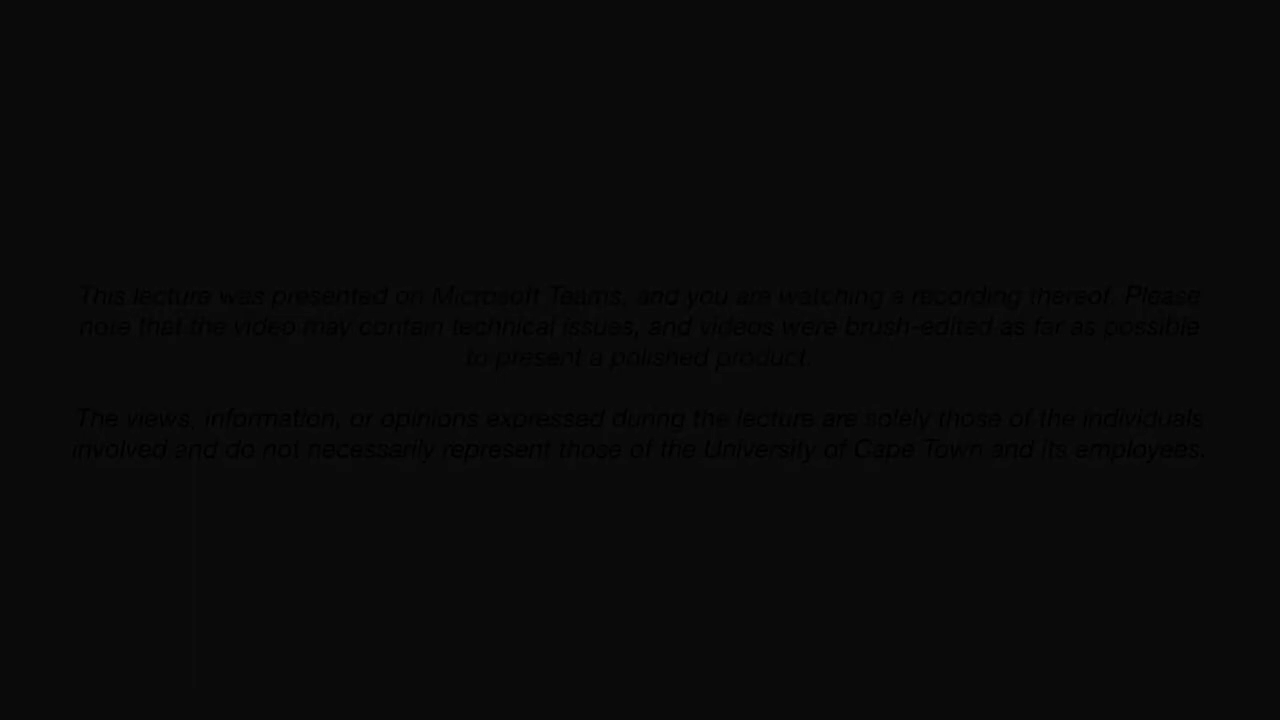 This lecture was presented on Microsoft Teams, and you are watching a recording thereof. Please
note that the video may contain technical issues, and videos were brush-edited as far as possible
to present a polished product.
The views, information, or opinions expressed during the lecture are solely those of the individuals
involved and do not necessarily represent those of the University of Cape Town and its employees.